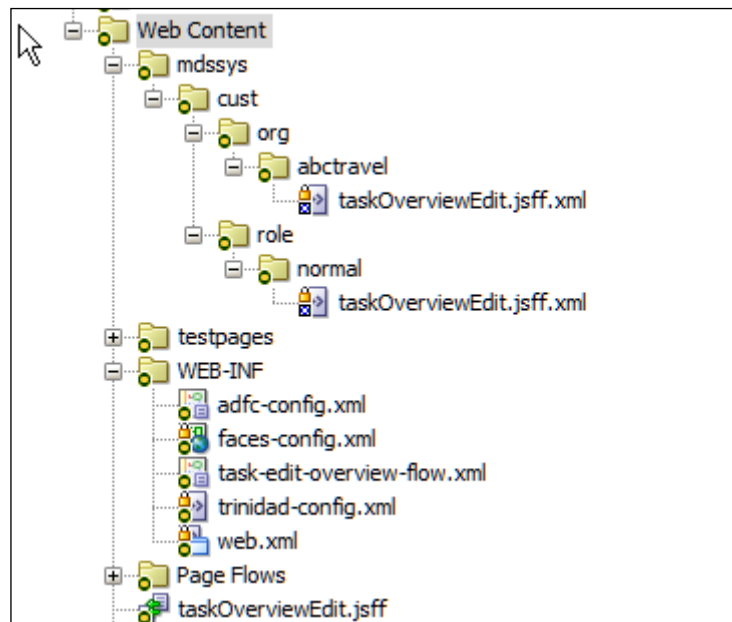 Web Content
mdssys
cust
org
abctravel
taskOverviewEdit.jsff.xml
role
normal
taskOverviewEdit.jsff.xml
testpages
WEB-INF
adfc-config.xml
faces-config.xml
task-edit-overview-flow.xml
trinidad-config.xml
web.xml
Page Flows
taskOverviewEdit.jsff